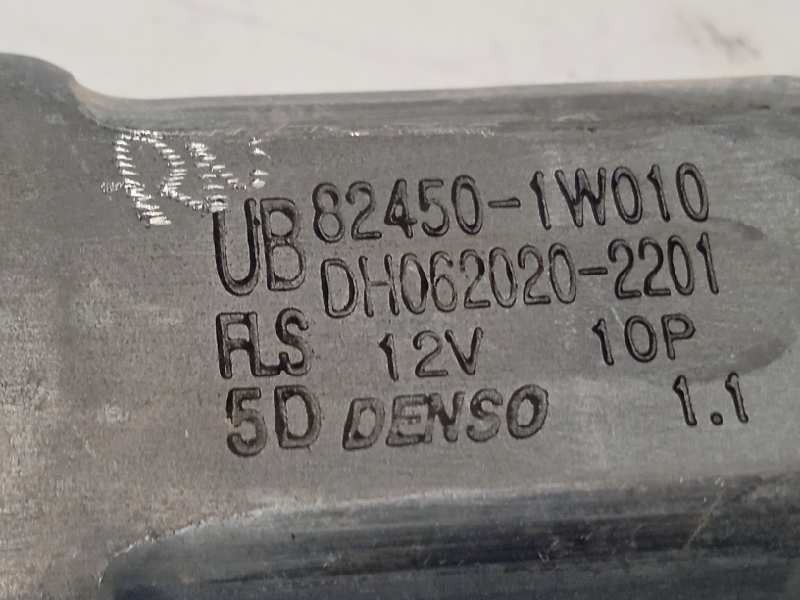 UB 82450-1W010
DH062020-2201
FLS 12V 10P
5D DENSO 1.1